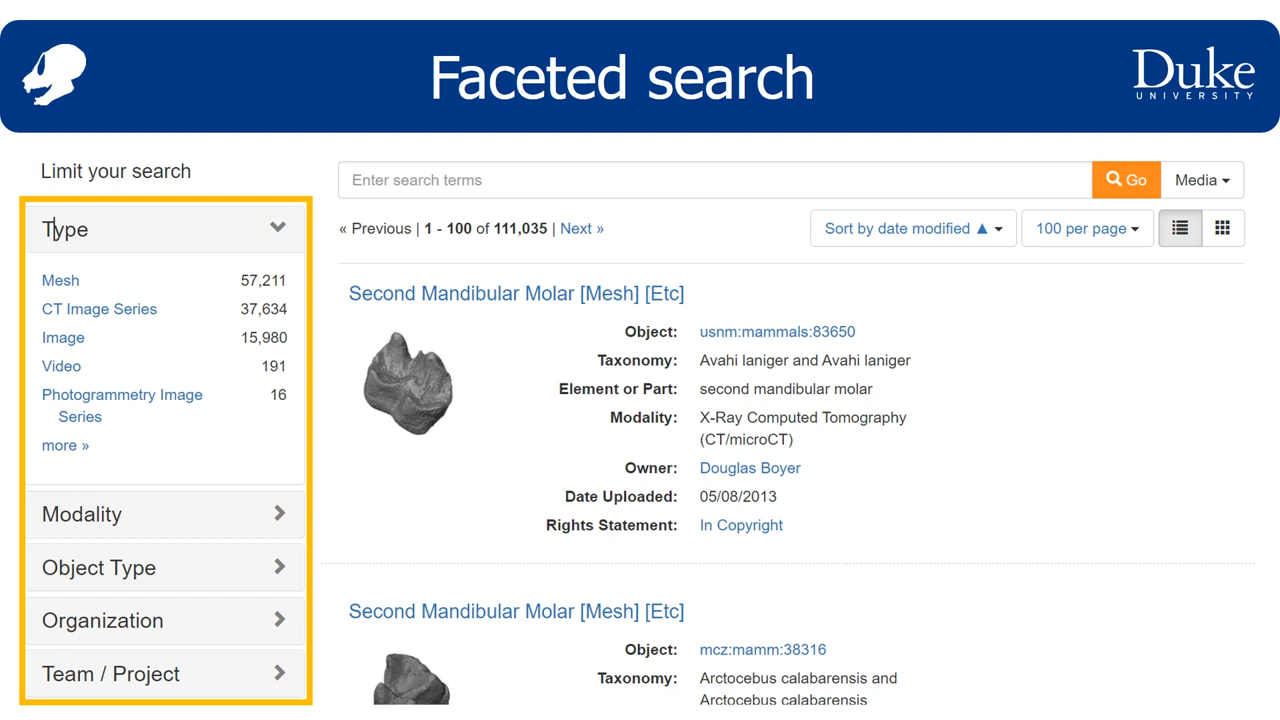 Faceted search
Duke
UNIVERSITY
Limit your search
Type
Mesh 57,211
CT Image Series 37,634
Image 15,980
Video 191
Photogrammetry Image 16
Series
more »
Modality
Object Type
Organization
Team / Project
Enter search terms
Go
Media
« Previous | 1 - 100 of 111,035 | Next »
Sort by date modified ▲
100 per page
Second Mandibular Molar [Mesh] [Etc]
Object: usnm:mammals:83650
Taxonomy: Avahi laniger and Avahi laniger
Element or Part: second mandibular molar
Modality: X-Ray Computed Tomography
(CT/microCT)
Owner: Douglas Boyer
Date Uploaded: 05/08/2013
Rights Statement: In Copyright
Second Mandibular Molar [Mesh] [Etc]
Object: mcz:mamm:38316
Taxonomy: Arctocebus calabarensis and
Arctocebus calabarensis